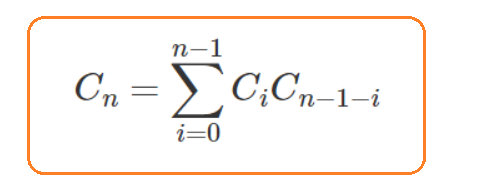 $C_n = \sum_{i=0}^{n-1} C_i C_{n-1-i}$